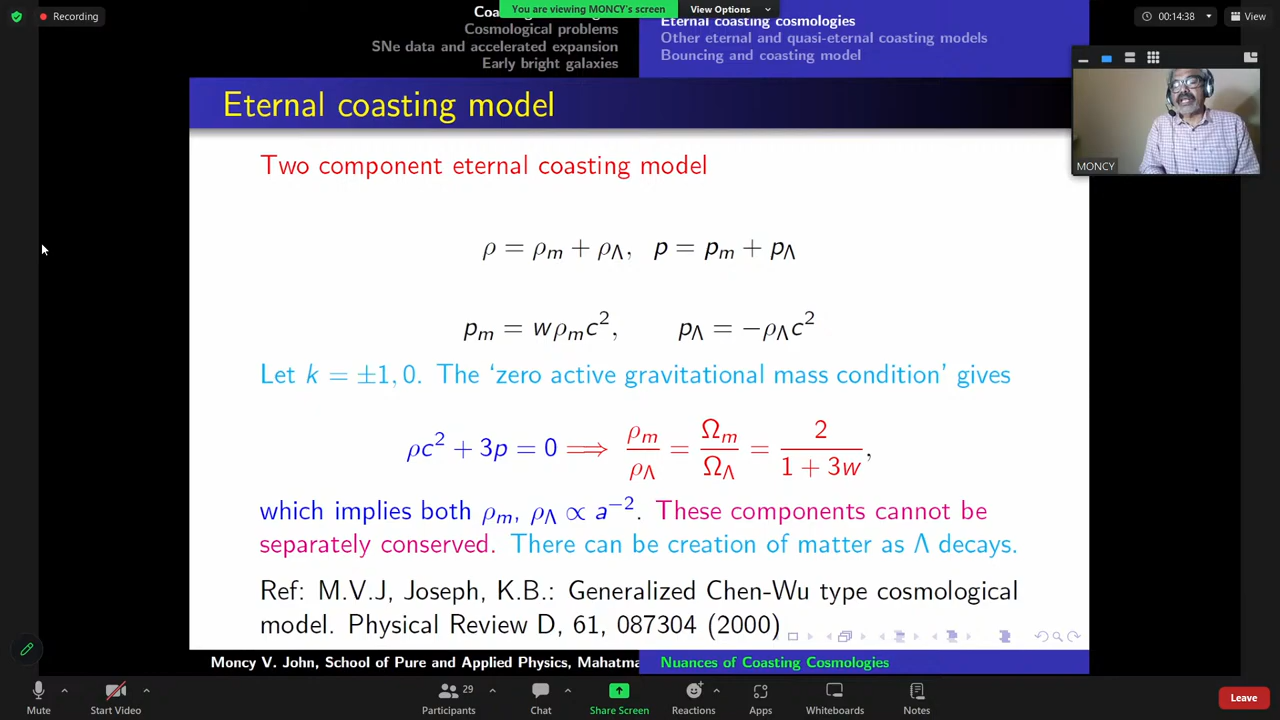 Recording
You are viewing MONCY's screen
View Options
00:14:38
View
Coa
Cosmological problems
SNe data and accelerated expansion
Early bright galaxies
Eternal coasting cosmologies
Other eternal and quasi-eternal coasting models
Bouncing and coasting model
MONCY
Eternal coasting model
Two component eternal coasting model
ρ = ρm + ρΛ, p = pm + pΛ
pm = wρmc², pΛ = −ρΛc²
Let k = ±1, 0. The ‘zero active gravitational mass condition’ gives
ρc² + 3p = 0 ⟹ ρm/ρΛ = Ωm/ΩΛ = 2/(1 + 3w),
which implies both ρm, ρΛ ∝ a⁻². These components cannot be
separately conserved. There can be creation of matter as Λ decays.
Ref: M.V.J, Joseph, K.B.: Generalized Chen-Wu type cosmological
model. Physical Review D, 61, 087304 (2000)
Moncy V. John, School of Pure and Applied Physics, Mahatma
Nuances of Coasting Cosmologies
Mute
Start Video
29
Participants
Chat
Share Screen
Reactions
Apps
Whiteboards
Notes
Leave